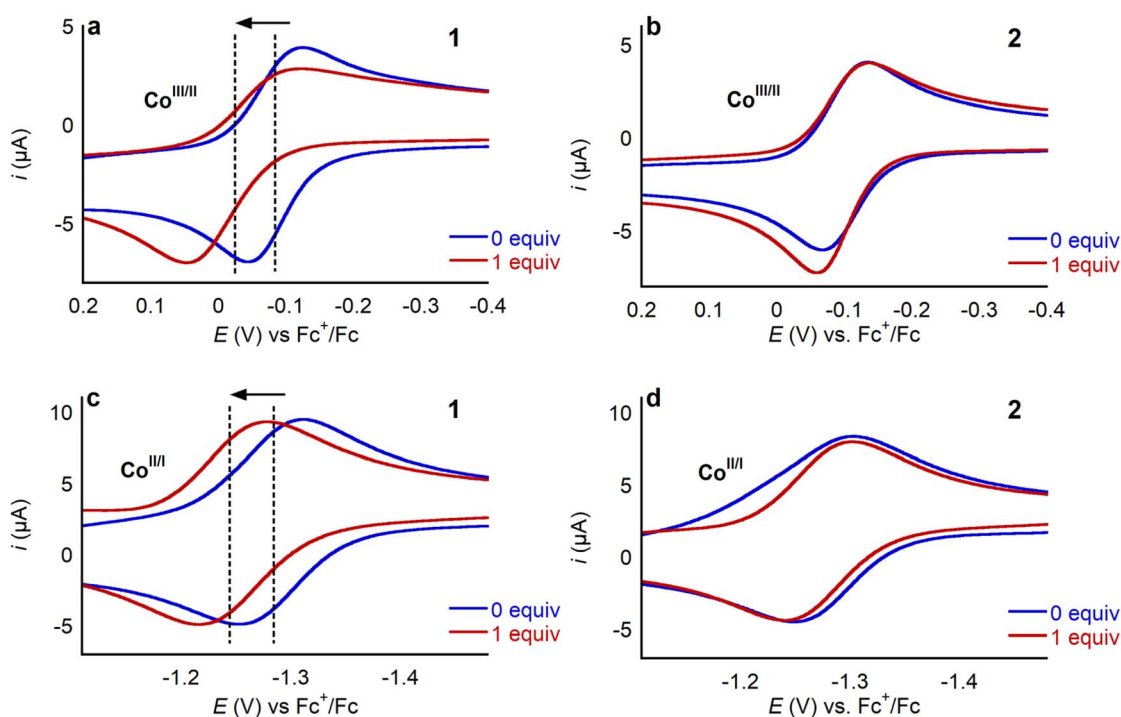 a
1
Co^III/II
5
0
-5
i (µA)
0 equiv
1 equiv
0.2 0.1 0 -0.1 -0.2 -0.3 -0.4
E (V) vs Fc⁺/Fc
b
2
Co^III/II
5
0
-5
i (µA)
0 equiv
1 equiv
0.2 0.1 0 -0.1 -0.2 -0.3 -0.4
E (V) vs. Fc⁺/Fc
c
1
Co^II/I
10
5
0
-5
i (µA)
0 equiv
1 equiv
-1.2 -1.3 -1.4
E (V) vs Fc⁺/Fc
d
2
Co^II/I
10
5
0
-5
i (µA)
0 equiv
1 equiv
-1.2 -1.3 -1.4
E (V) vs. Fc⁺/Fc